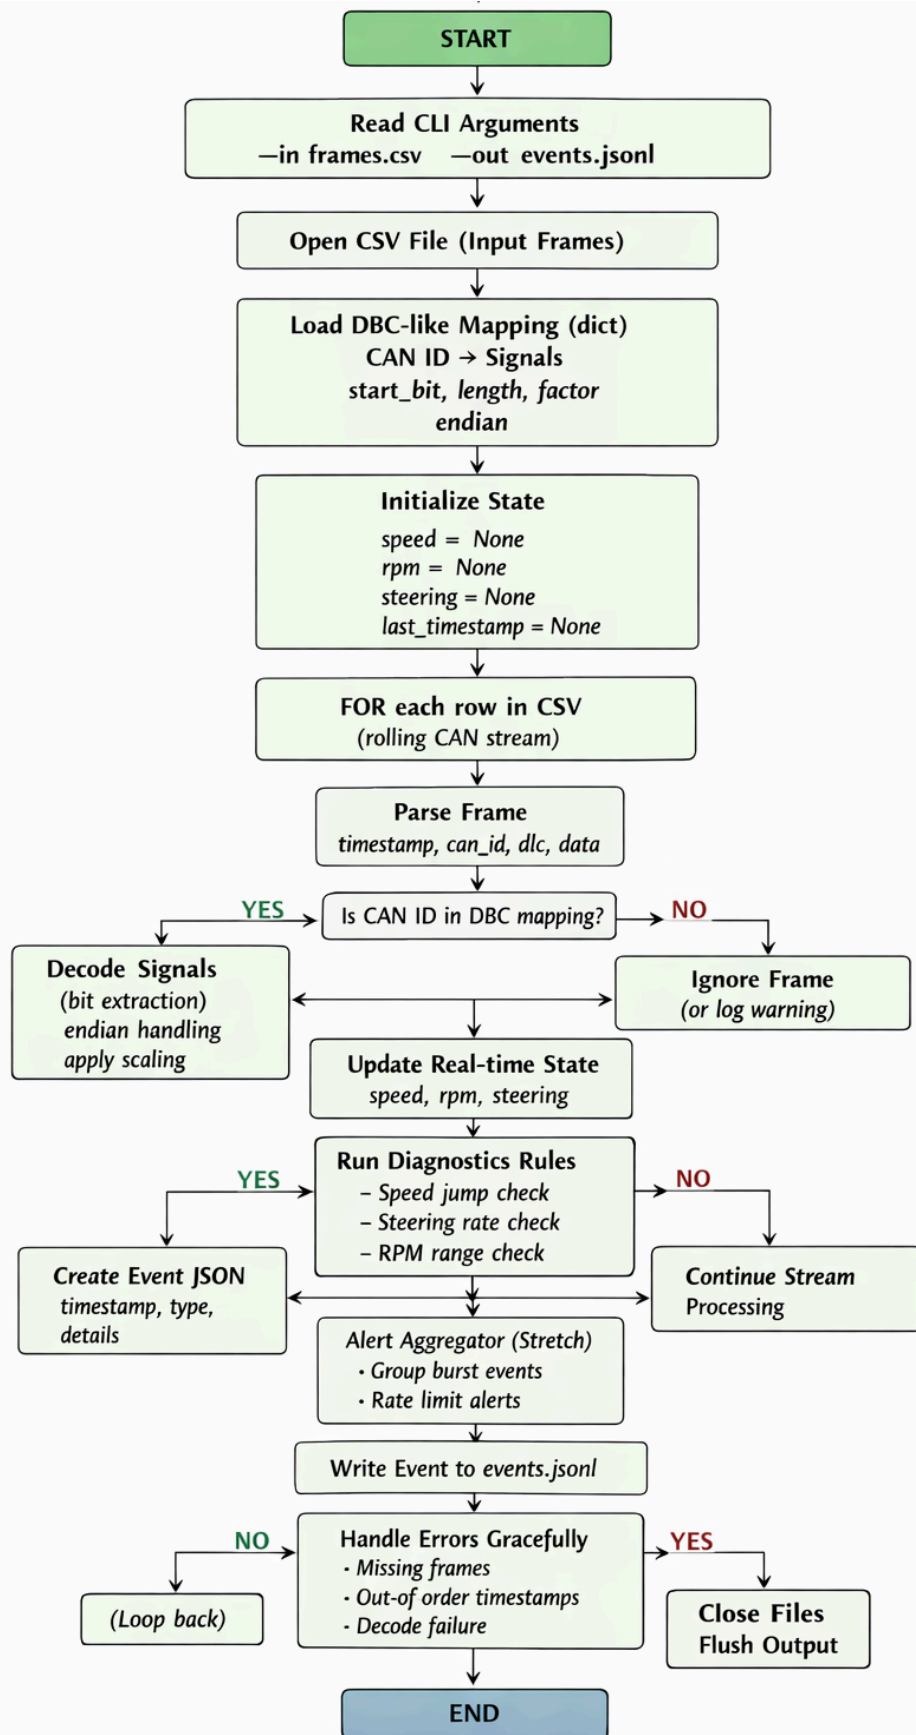 START
Read CLI Arguments
—in frames.csv —out events.jsonl
Open CSV File (Input Frames)
Load DBC-like Mapping (dict)
CAN ID → Signals
start_bit, length, factor
endian
Initialize State
speed = None
rpm = None
steering = None
last_timestamp = None
FOR each row in CSV
(rolling CAN stream)
Parse Frame
timestamp, can_id, dlc, data
YES
Is CAN ID in DBC mapping?
NO
Decode Signals
(bit extraction)
endian handling
apply scaling
Ignore Frame
(or log warning)
Update Real-time State
speed, rpm, steering
YES
Run Diagnostics Rules
– Speed jump check
– Steering rate check
– RPM range check
NO
Create Event JSON
timestamp, type,
details
Continue Stream
Processing
Alert Aggregator (Stretch)
· Group burst events
· Rate limit alerts
Write Event to events.jsonl
NO
Handle Errors Gracefully
· Missing frames
· Out-of order timestamps
· Decode failure
YES
(Loop back)
Close Files
Flush Output
END